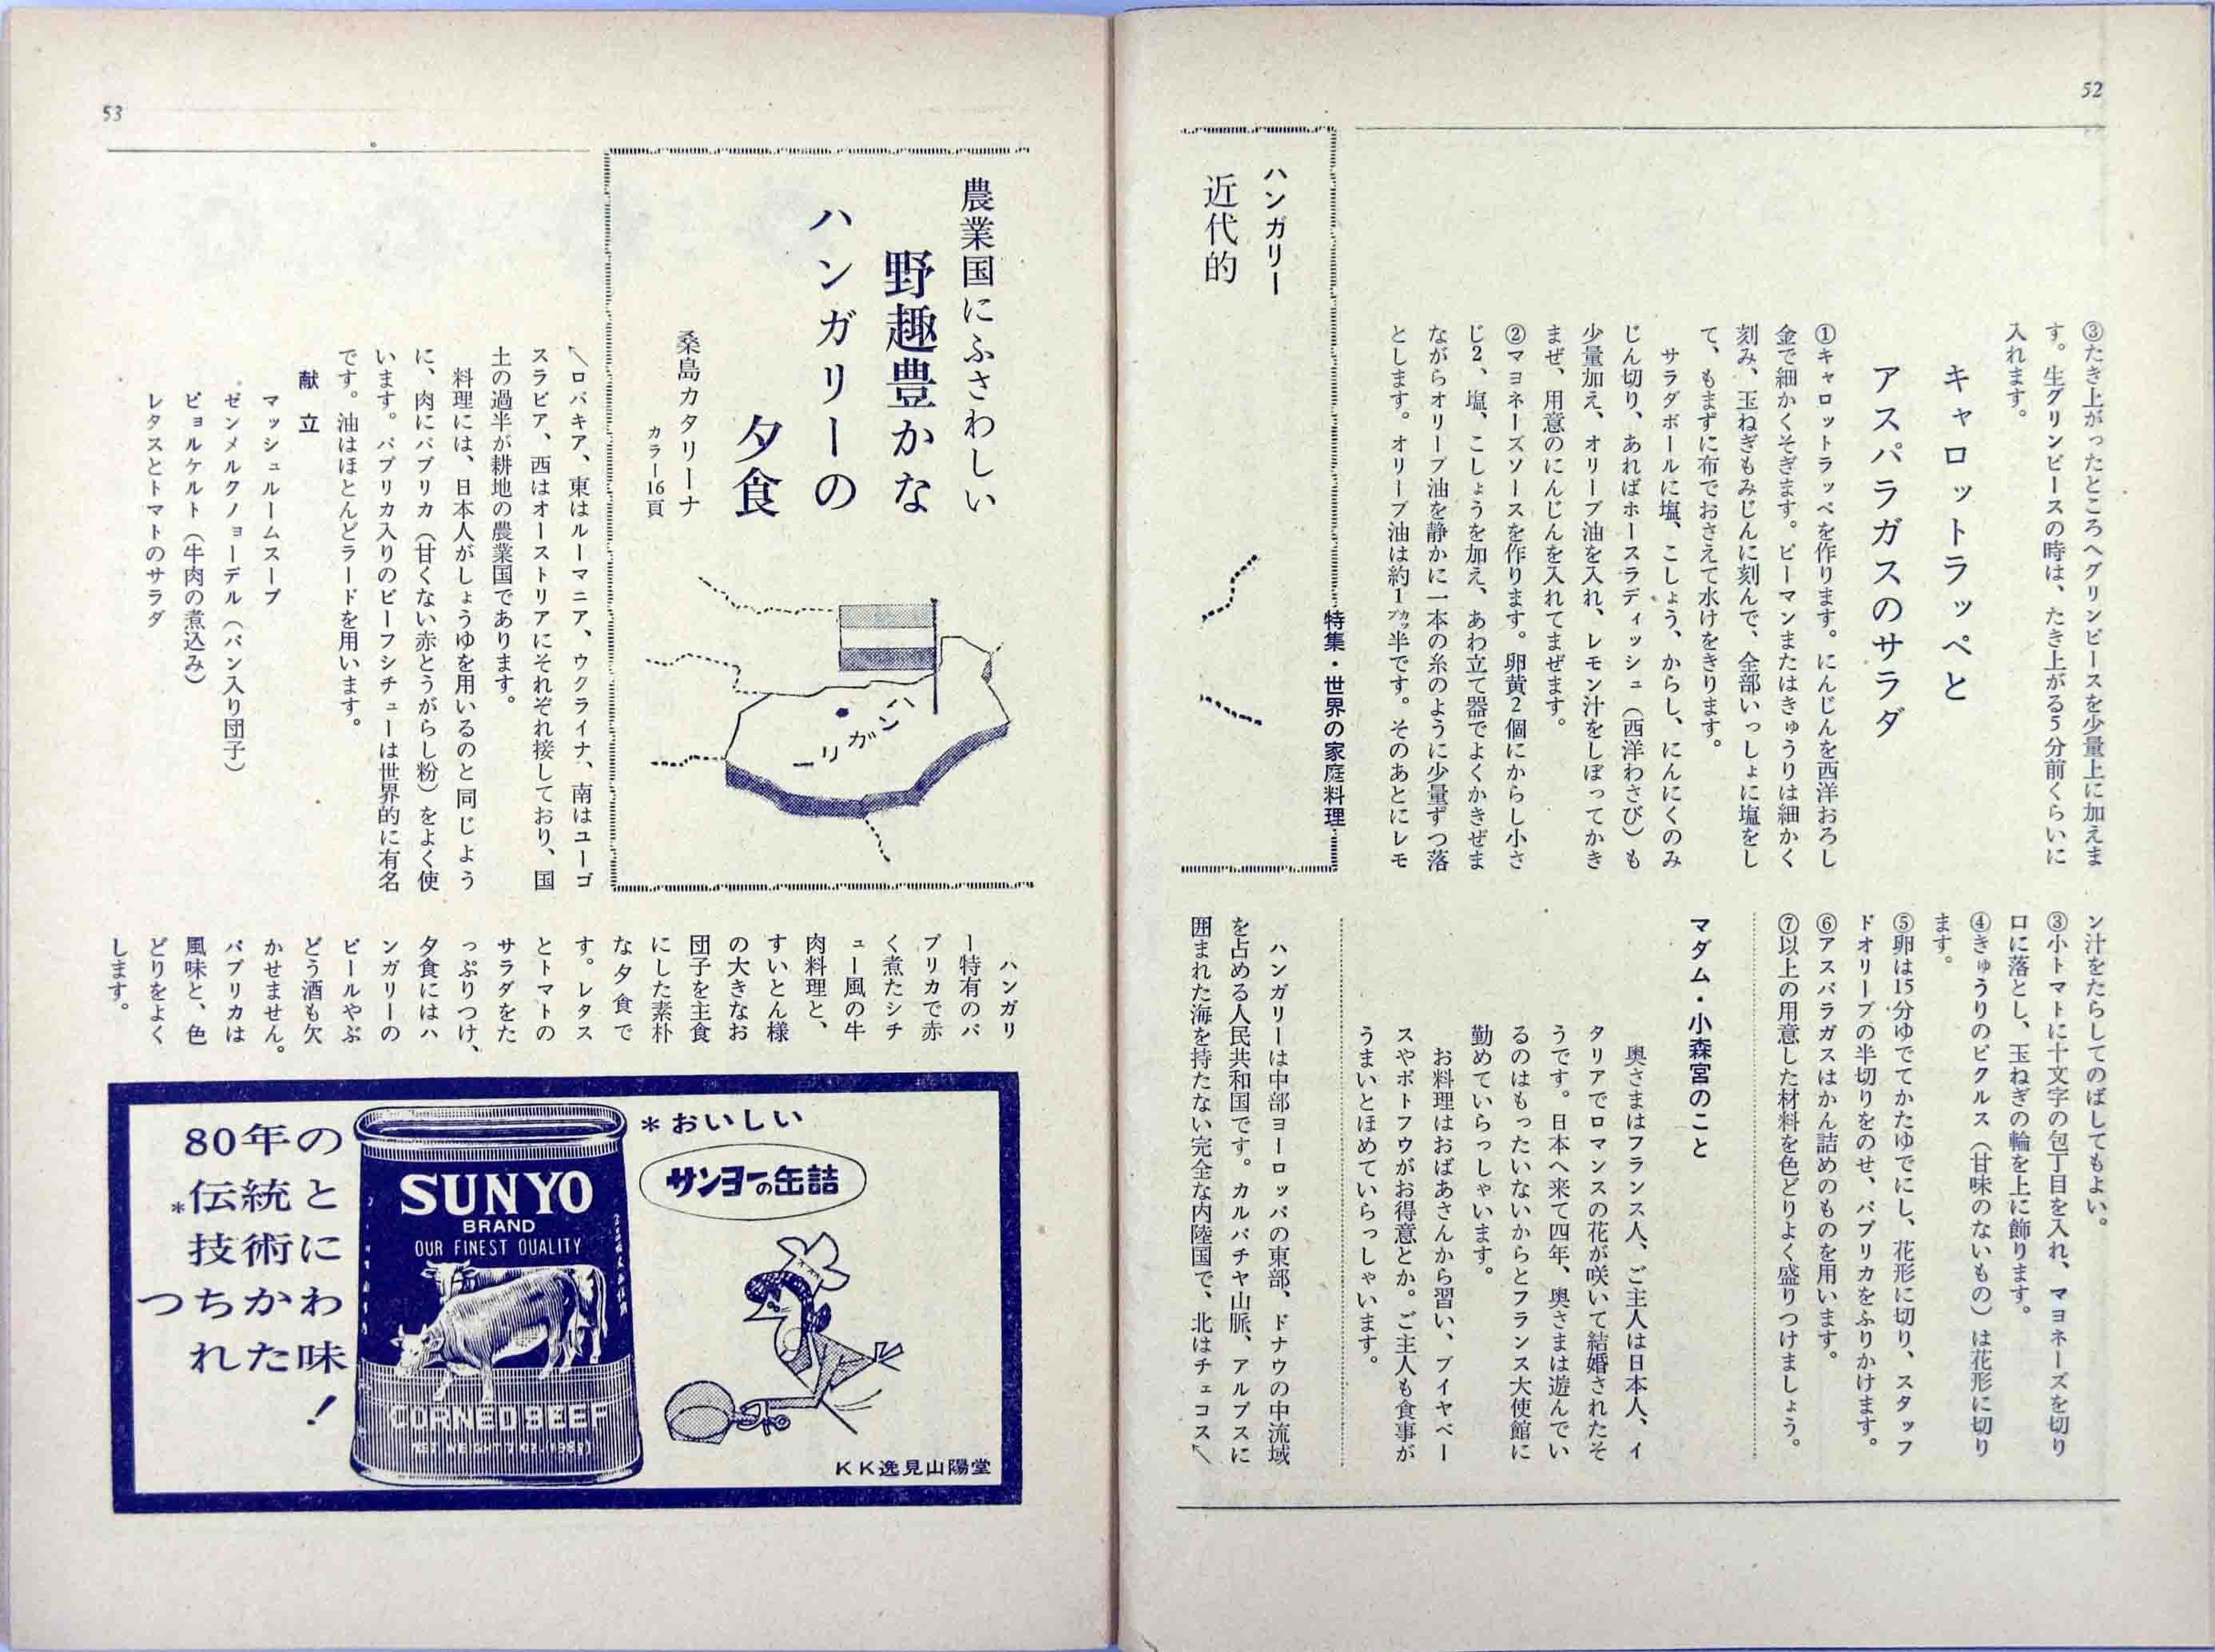 52
③たき上がったところへグリンピースを少量上に加えま
す。生グリンピースの時は、たき上がる5分前くらいに
入れます。
キャロットラッペと
アスパラガスのサラダ
①キャロットラッペを作ります。にんじんを西洋おろし
金で細かくそぎます。ピーマンまたはきゅうりは細かく
刻み、玉ねぎもみじんに刻んで、全部いっしょに塩をし
て、もまずに布でおさえて水けをきります。
サラダボールに塩、こしょう、からし、にんにくのみ
じん切り、あればホースラディッシュ（西洋わさび）も
少量加え、オリーブ油を入れ、レモン汁をしぼってかき
まぜ、用意のにんじんを入れてまぜます。
②マヨネーズソースを作ります。卵黄2個にからし小さ
じ2、塩、こしょうを加え、あわ立て器でよくかきぜま
ながらオリーブ油を静かに一本の糸のように少量ずつ落
とします。オリーブ油は約1カップ半です。そのあとにレモ
ン汁をたらしてのばしてもよい。
③小トマトに十文字の包丁目を入れ、マヨネーズを切り
口に落とし、玉ねぎの輪を上に飾ります。
④きゅうりのピクルス（甘味のないもの）は花形に切り
ます。
⑤卵は15分ゆでてかたゆでにし、花形に切り、スタッフ
ドオリーブの半切りをのせ、パプリカをふりかけます。
⑥アスパラガスはかん詰めのものを用います。
⑦以上の用意した材料を色どりよく盛りつけましょう。
マダム・小森宮のこと
奥さまはフランス人、ご主人は日本人、イ
タリアでロマンスの花が咲いて結婚されたそ
うです。日本へ来て四年、奥さまは遊んでい
るのはもったいないからとフランス大使館に
勤めていらっしゃいます。
お料理はおばあさんから習い、ブイヤベー
スやポトフウがお得意とか。ご主人も食事が
うまいとほめていらっしゃいます。
特集・世界の家庭料理
ハンガリー
近代的
ハンガリーは中部ヨーロッパの東部、ドナウの中流域
を占める人民共和国です。カルパチヤ山脈、アルプスに
囲まれた海を持たない完全な内陸国で、北はチェコス↖
53
農業国にふさわしい
野趣豊かな
ハンガリーの
夕食
桑島カタリーナ
カラー16頁
ハンガリー
↖ロバキア、東はルーマニア、ウクライナ、南はユーゴ
スラビア、西はオーストリアにそれぞれ接しており、国
土の過半が耕地の農業国であります。
料理には、日本人がしょうゆを用いるのと同じよう
に、肉にパプリカ（甘くない赤とうがらし粉）をよく使
います。パプリカ入りのビーフシチューは世界的に有名
です。油はほとんどラードを用います。
献立
マッシュルームスープ
ゼンメルクノョーデル（パン入り団子）
ピョルケルト（牛肉の煮込み）
レタスとトマトのサラダ
ハンガリ
ー特有のパ
プリカで赤
く煮たシチ
ュー風の牛
肉料理と、
すいとん様
の大きなお
団子を主食
にした素朴
な夕食で
す。レタス
とトマトの
サラダをた
っぷりつけ、
夕食にはハ
ンガリーの
ビールやぶ
どう酒も欠
かせません。
パプリカは
風味と、色
どりをよく
します。
*おいしい
サンヨーの缶詰
SUNYO
BRAND
OUR FINEST QUALITY
CORNED BEEF
NET WEIGHT 7 OZ. (198g)
80年の
*伝統と
技術に
つちかわ
れた味
!
KK逸見山陽堂